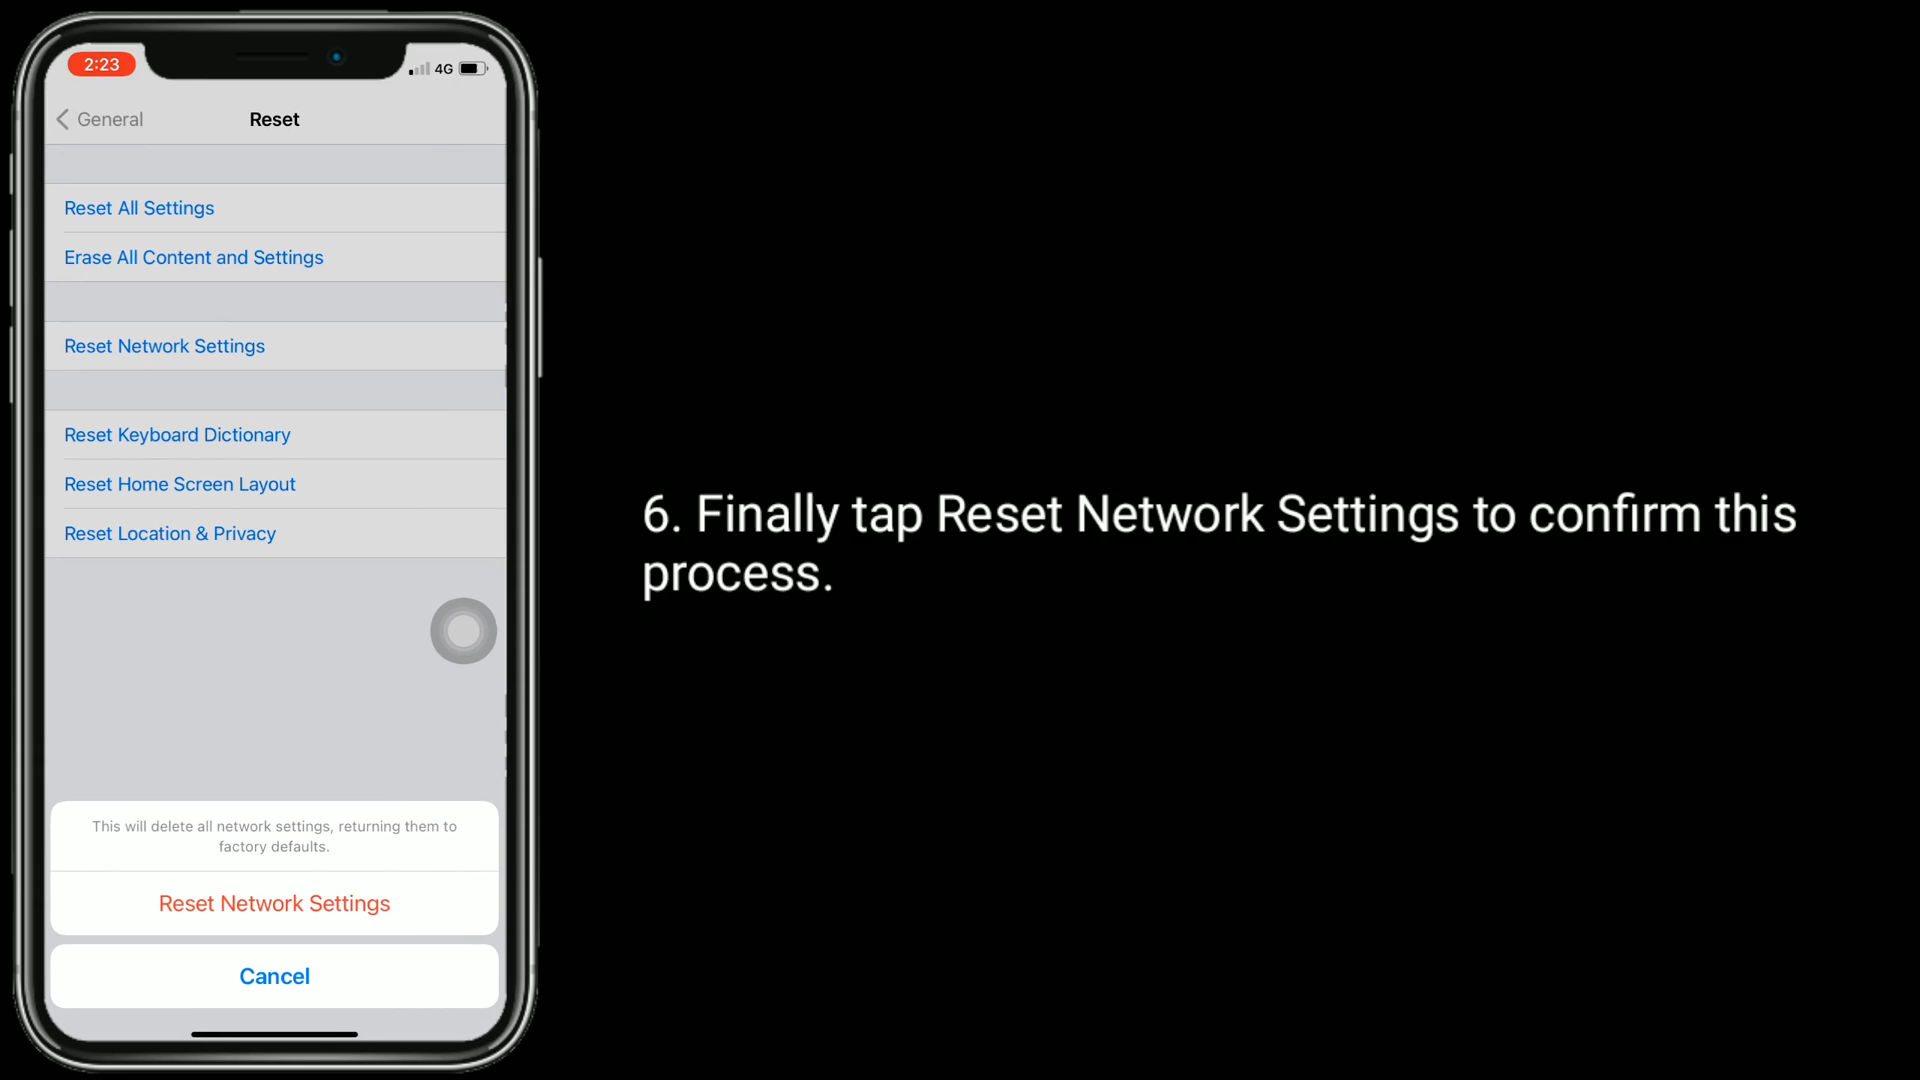 2:23
4G
General
Reset
Reset All Settings
Erase All Content and Settings
Reset Network Settings
Reset Keyboard Dictionary
Reset Home Screen Layout
Reset Location & Privacy
This will delete all network settings, returning them to
factory defaults.
Reset Network Settings
Cancel
6. Finally tap Reset Network Settings to confirm this
process.